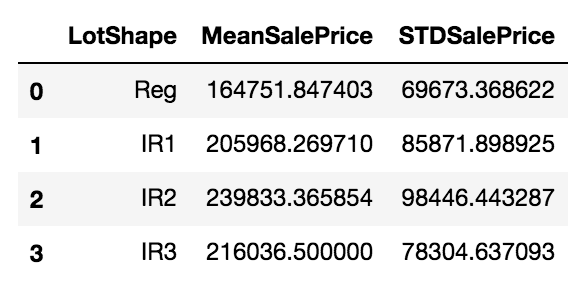 LotShape MeanSalePrice STDSalePrice
0 Reg 164751.847403 69673.368622
1 IR1 205968.269710 85871.898925
2 IR2 239833.365854 98446.443287
3 IR3 216036.500000 78304.637093